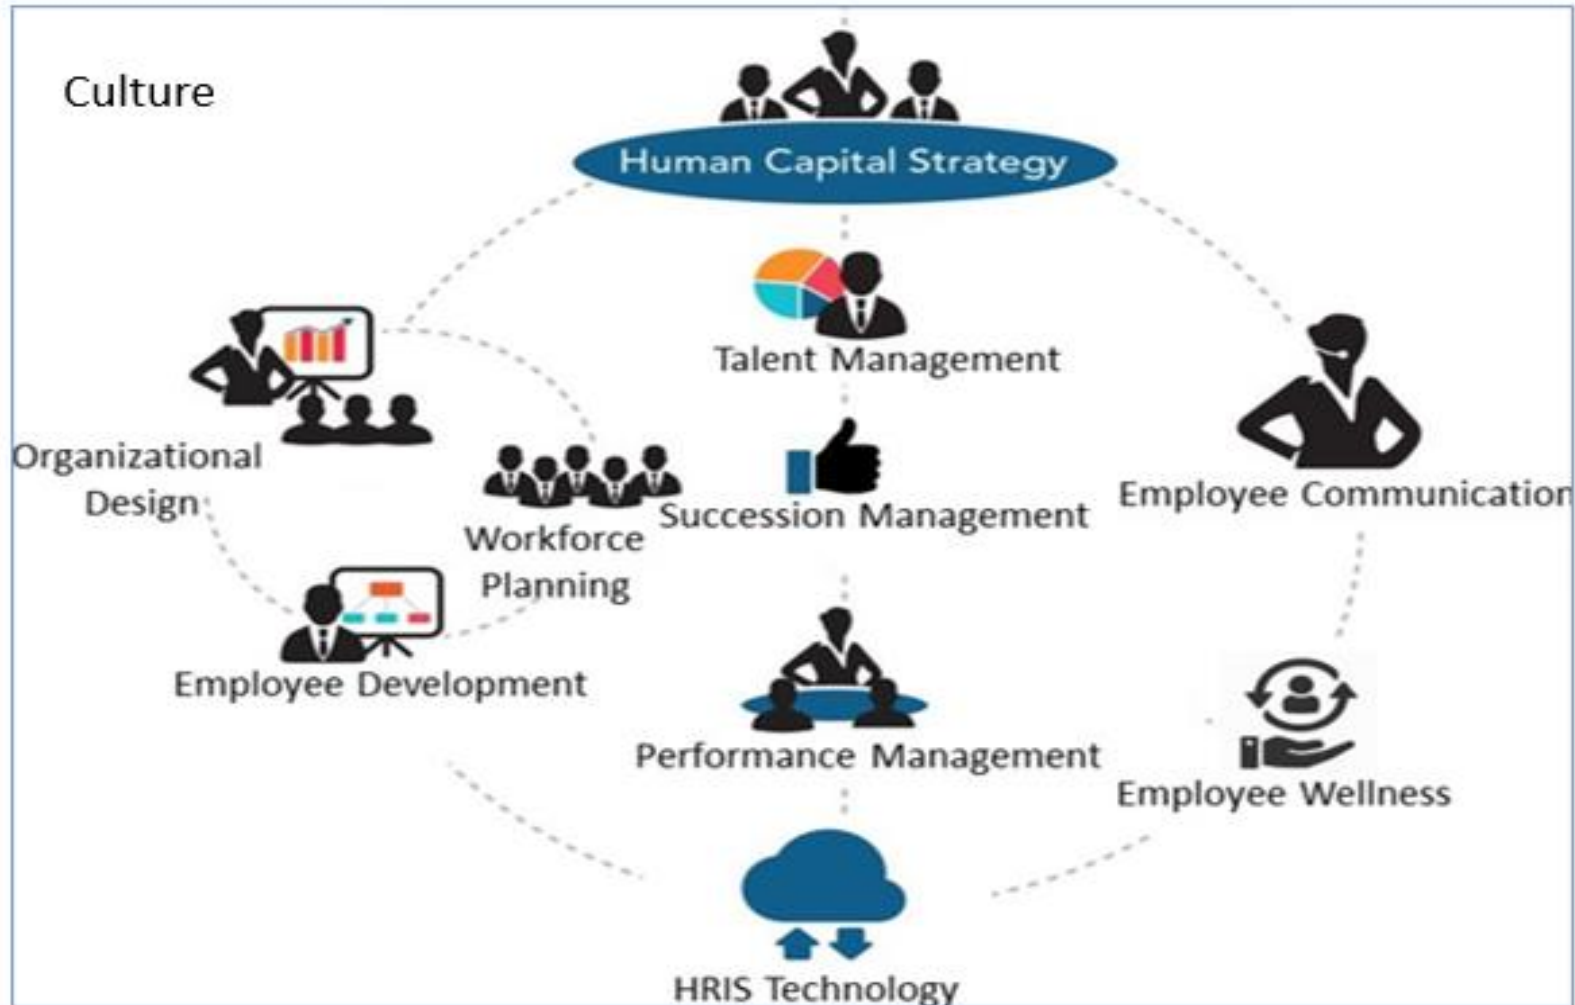 Culture
Human Capital Strategy
Talent Management
Organizational
Design
Workforce
Planning
Succession Management
Employee Communication
Employee Development
Performance Management
Employee Wellness
HRIS Technology